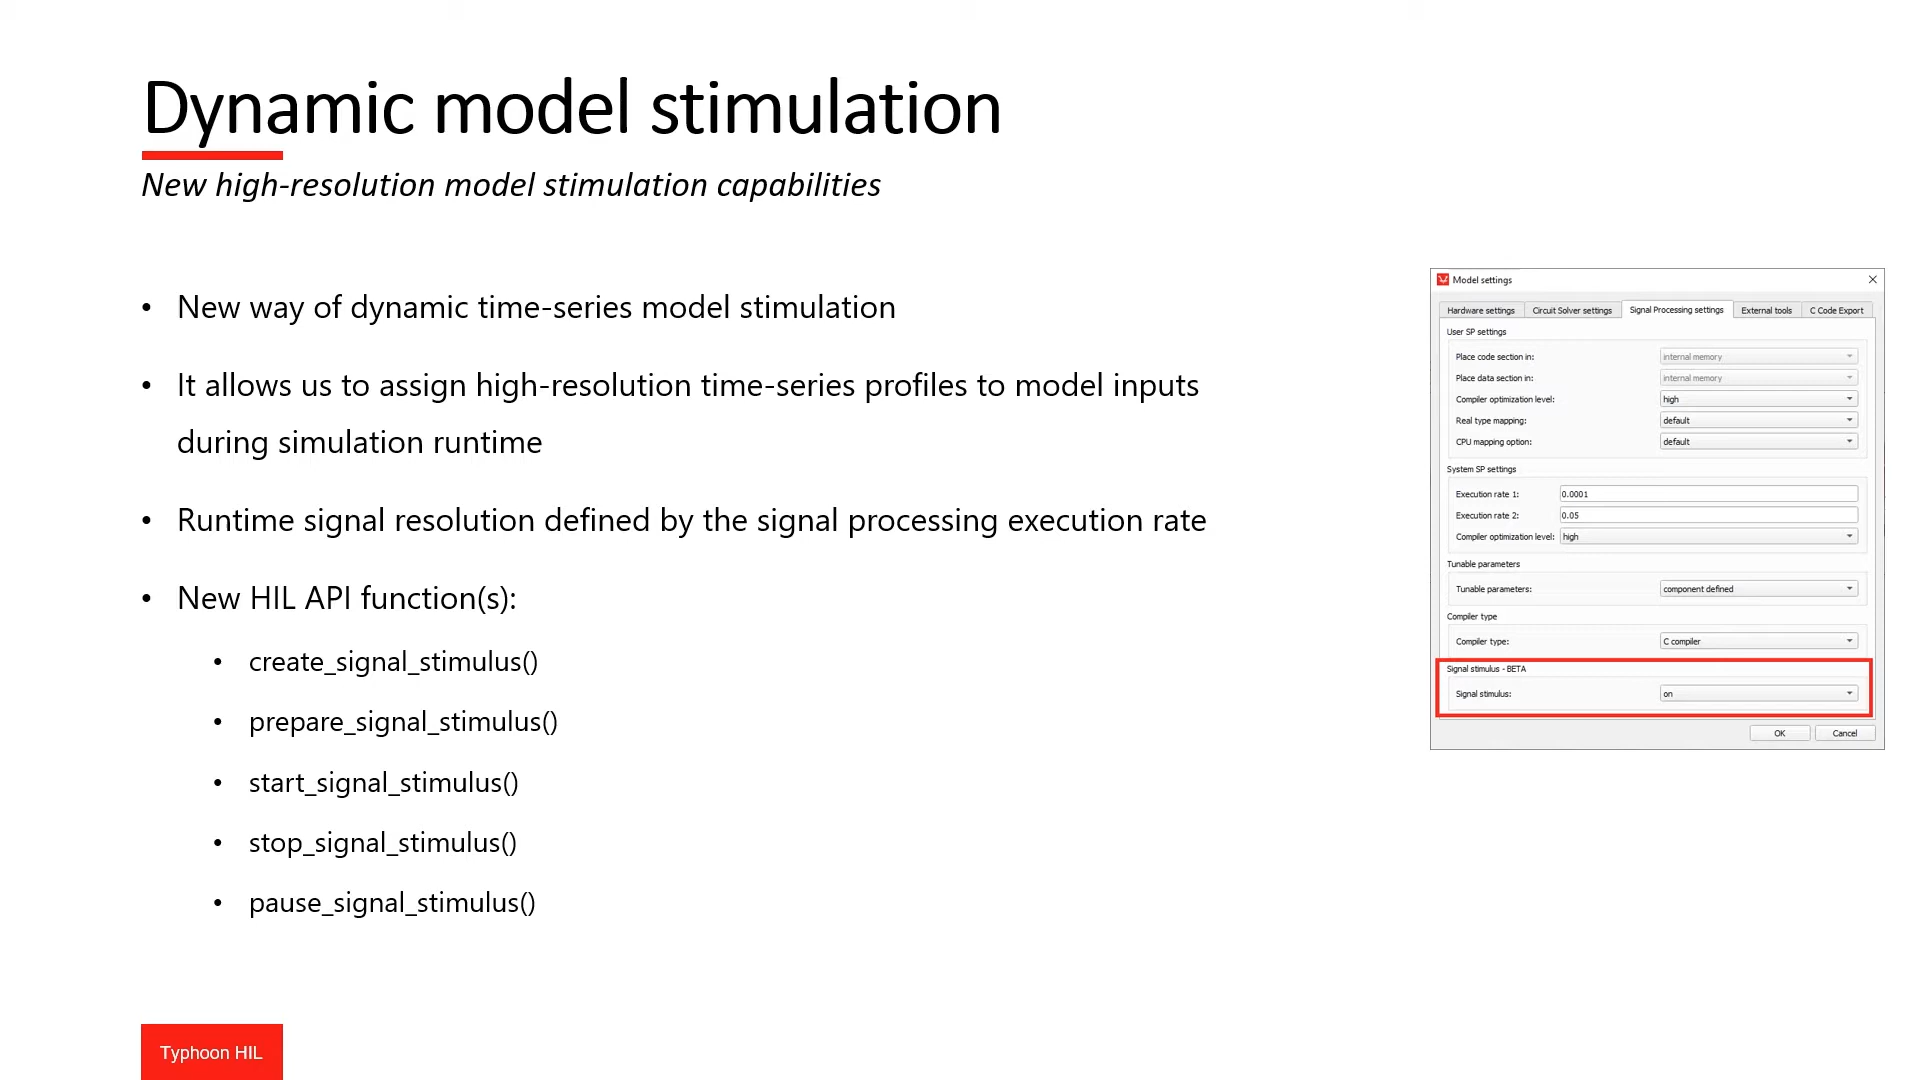 Dynamic model stimulation
New high-resolution model stimulation capabilities
• New way of dynamic time-series model stimulation
• It allows us to assign high-resolution time-series profiles to model inputs
during simulation runtime
• Runtime signal resolution defined by the signal processing execution rate
• New HIL API function(s):
• create_signal_stimulus()
• prepare_signal_stimulus()
• start_signal_stimulus()
• stop_signal_stimulus()
• pause_signal_stimulus()
Model settings
Hardware settings Circuit Solver settings Signal Processing settings External tools C Code Export
User SP settings
Place code section in: internal memory
Place data section in: internal memory
Compiler optimization level: high
Real type mapping: default
CPU mapping option: default
System SP settings
Execution rate 1: 0.0001
Execution rate 2: 0.05
Compiler optimization level: high
Tunable parameters
Tunable parameters: component defined
Compiler type
Compiler type: C compiler
Signal stimulus - BETA
Signal stimulus: on
OK Cancel
Typhoon HIL